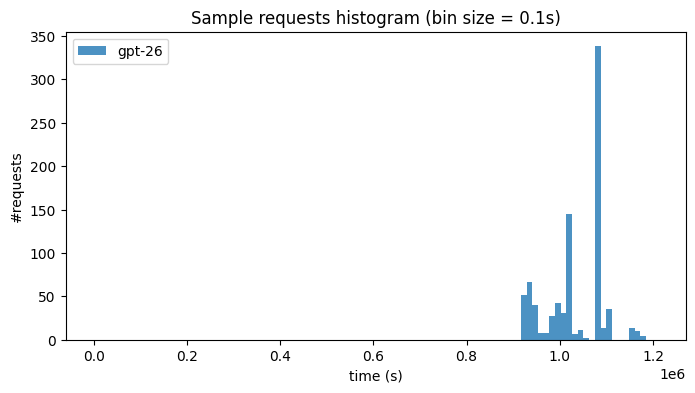 Sample requests histogram (bin size = 0.1s)
gpt-26
350
300
250
200
150
100
50
0
#requests
0.0 0.2 0.4 0.6 0.8 1.0 1.2
1e6
time (s)